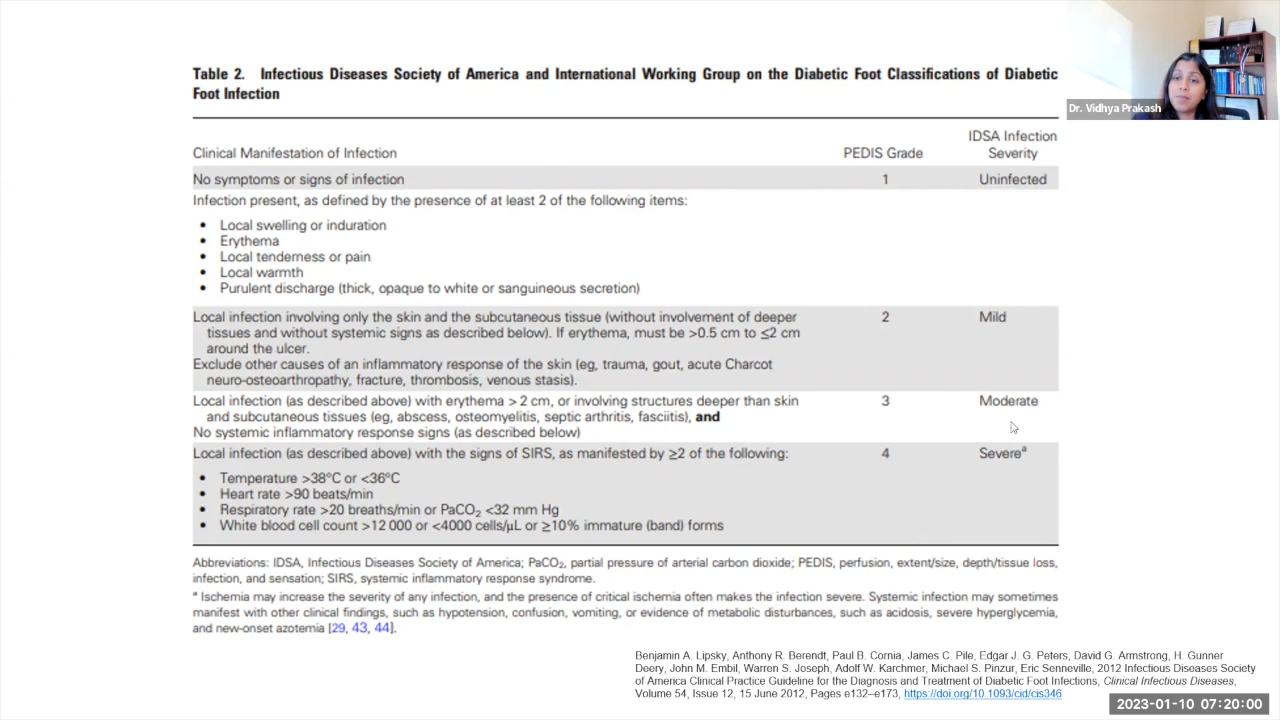 Table 2. Infectious Diseases Society of America and International Working Group on the Diabetic Foot Classifications of Diabetic
Foot Infection
Dr. Vidhya Prakash
Clinical Manifestation of Infection
PEDIS Grade
IDSA Infection
Severity
No symptoms or signs of infection
1
Uninfected
Infection present, as defined by the presence of at least 2 of the following items:
• Local swelling or induration
• Erythema
• Local tenderness or pain
• Local warmth
• Purulent discharge (thick, opaque to white or sanguineous secretion)
Local infection involving only the skin and the subcutaneous tissue (without involvement of deeper
tissues and without systemic signs as described below). If erythema, must be >0.5 cm to ≤2 cm
around the ulcer.
Exclude other causes of an inflammatory response of the skin (eg, trauma, gout, acute Charcot
neuro-osteoarthropathy, fracture, thrombosis, venous stasis).
2
Mild
Local infection (as described above) with erythema > 2 cm, or involving structures deeper than skin
and subcutaneous tissues (eg, abscess, osteomyelitis, septic arthritis, fasciitis), and
No systemic inflammatory response signs (as described below)
3
Moderate
Local infection (as described above) with the signs of SIRS, as manifested by ≥2 of the following:
4
Severeᵃ
• Temperature >38°C or <36°C
• Heart rate >90 beats/min
• Respiratory rate >20 breaths/min or PaCO₂ <32 mm Hg
• White blood cell count >12 000 or <4000 cells/μL or ≥10% immature (band) forms
Abbreviations: IDSA, Infectious Diseases Society of America; PaCO₂, partial pressure of arterial carbon dioxide; PEDIS, perfusion, extent/size, depth/tissue loss,
infection, and sensation; SIRS, systemic inflammatory response syndrome.
ᵃ Ischemia may increase the severity of any infection, and the presence of critical ischemia often makes the infection severe. Systemic infection may sometimes
manifest with other clinical findings, such as hypotension, confusion, vomiting, or evidence of metabolic disturbances, such as acidosis, severe hyperglycemia,
and new-onset azotemia [29, 43, 44].
Benjamin A. Lipsky, Anthony R. Berendt, Paul B. Cornia, James C. Pile, Edgar J. G. Peters, David G. Armstrong, H. Gunner
Deery, John M. Embil, Warren S. Joseph, Adolf W. Karchmer, Michael S. Pinzur, Eric Senneville, 2012 Infectious Diseases Society
of America Clinical Practice Guideline for the Diagnosis and Treatment of Diabetic Foot Infections, Clinical Infectious Diseases,
Volume 54, Issue 12, 15 June 2012, Pages e132–e173, https://doi.org/10.1093/cid/cis346
2023-01-10 07:20:00